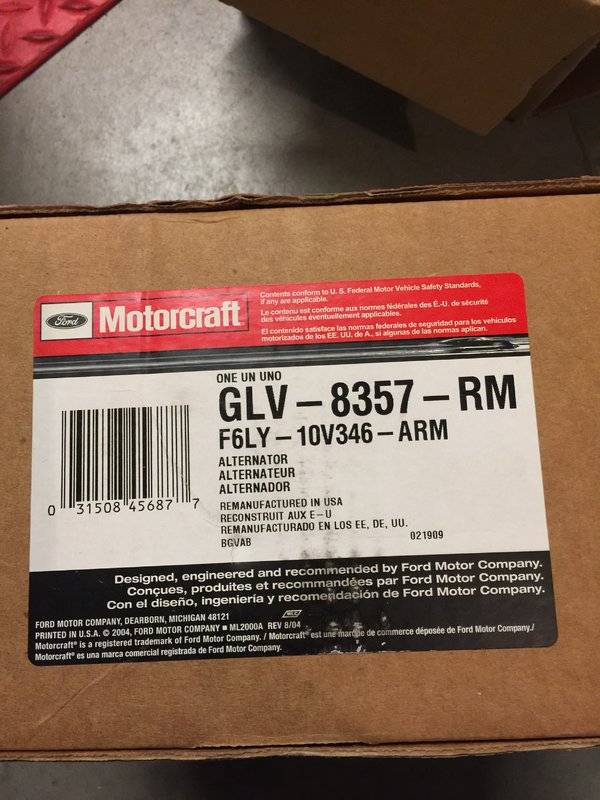 Ford
Motorcraft
Contents conform to U. S. Federal Motor Vehicle Safety Standards,
if any are applicable.
Le contenu est conforme aux normes fédérales des É.-U. de sécurité
des véhicules éventuellement applicables.
El contenido satisface las normas federales de seguridad para los vehículos
motorizados de los EE. UU. de A., si algunas de las normas aplican.
ONE UN UNO
GLV – 8357 – RM
F6LY – 10V346 – ARM
ALTERNATOR
ALTERNATEUR
ALTERNADOR
REMANUFACTURED IN USA
RECONSTRUIT AUX E–U
REMANUFACTURADO EN LOS EE, DE, UU.
BGVAB 021909
0 31508 45687 7
Designed, engineered and recommended by Ford Motor Company.
Conçues, produites et recommandées par Ford Motor Company.
Con el diseño, ingeniería y recomendación de Ford Motor Company.
FORD MOTOR COMPANY, DEARBORN, MICHIGAN 48121
PRINTED IN U.S.A. © 2004, FORD MOTOR COMPANY ■ ML2000A REV 8/04
Motorcraft® is a registered trademark of Ford Motor Company. / Motorcraft® est une marque de commerce déposée de Ford Motor Company./
Motorcraft® es una marca comercial registrada de Ford Motor Company.